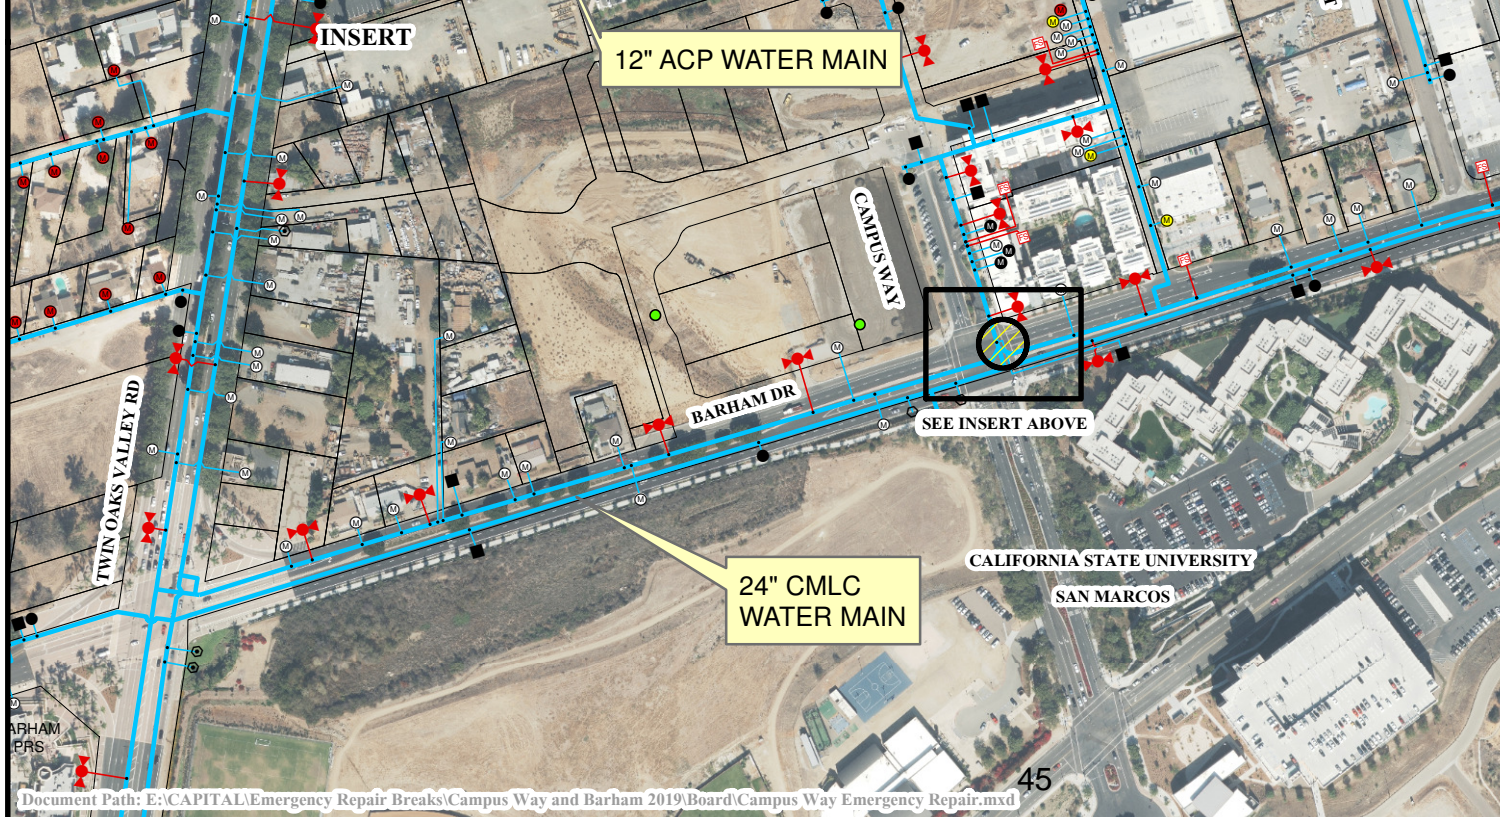 INSERT
12" ACP WATER MAIN
CAMPUS WAY
BARHAM DR
SEE INSERT ABOVE
TWIN OAKS VALLEY RD
24" CMLC
WATER MAIN
CALIFORNIA STATE UNIVERSITY
SAN MARCOS
ARHAM
PRS
45
Document Path: E:\CAPITAL\Emergency Repair Breaks\Campus Way and Barham 2019\Board\Campus Way Emergency Repair.mxd